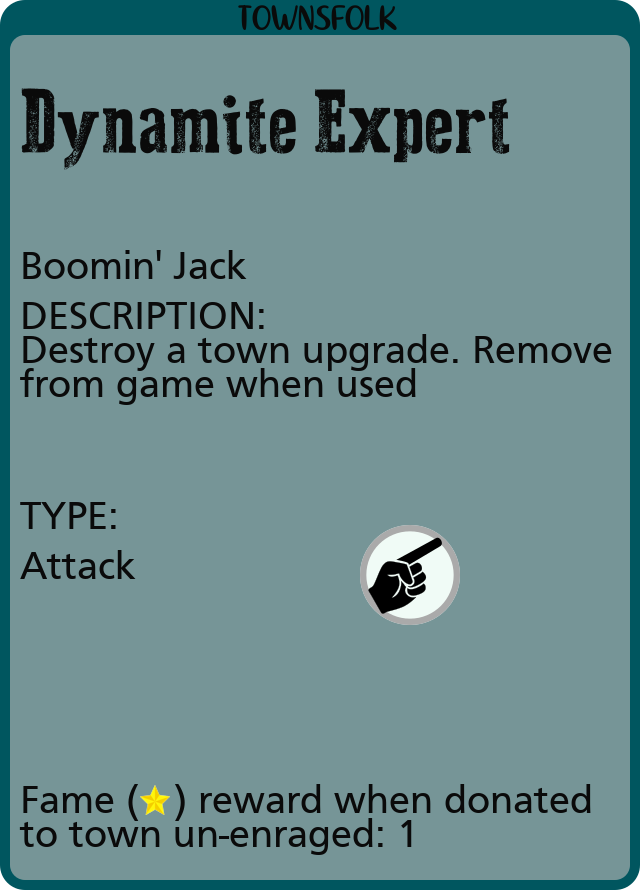 TOWNSFOLK
Dynamite Expert
Boomin' Jack
DESCRIPTION:
Destroy a town upgrade. Remove
from game when used
TYPE:
Attack
Fame (⭐) reward when donated
to town un-enraged: 1